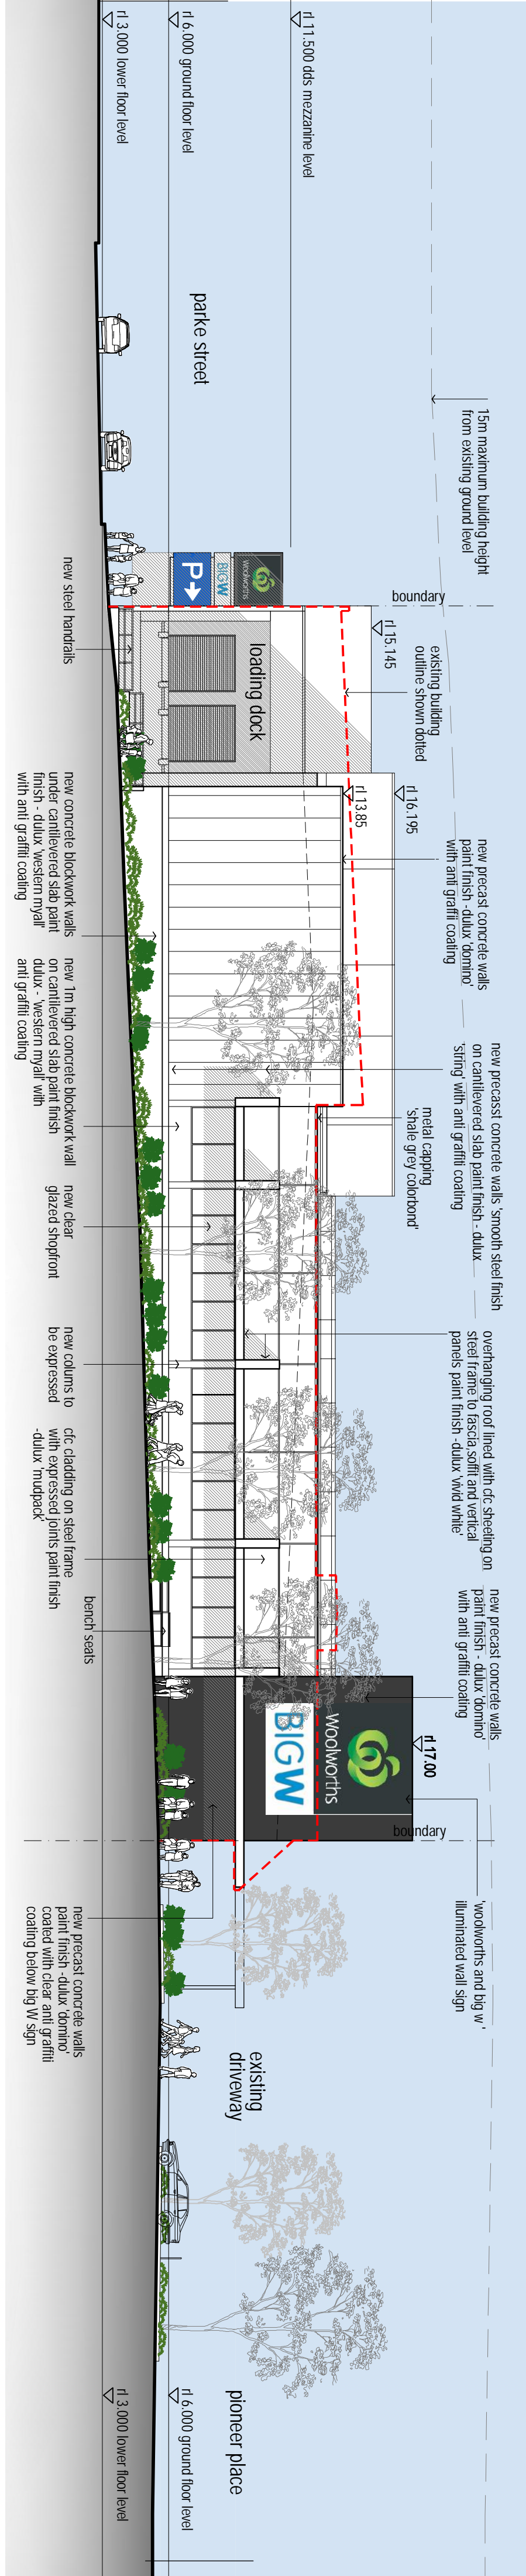 15m maximum building height
from existing ground level
rl 11.500 dds mezzanine level
rl 6.000 ground floor level
rl 3.000 lower floor level
parke street
woolworths
BIGW
P
boundary
rl 15.145
existing building
outline shown dotted
loading dock
new steel handrails
rl 16.195
rl 13.85
new precast concrete walls
paint finish -dulux 'domino'
with anti graffii coating
new precasst concrete walls 'smooth steel finish
on cantilevered slab paint finish - dulux
'string' with anti graffiti coating
metal capping
'shale grey colorbond'
overhanging roof lined with cfc sheeting on
steel frame to fascia,soffit and vertical
panels paint finish -dulux 'vivid white'
new precast concrete walls
paint finish - dulux 'domino'
with anti graffiti coating
rl 17.00
woolworths
BIGW
boundary
'woolworths and big w'
illuminated wall sign
new concrete blockwork walls
under cantilevered slab paint
finish - dulux 'western myall'
with anti graffiti coating
new 1m high concrete blockwork wall
on cantilevered slab paint finish
dulux - 'western myall' with
anti graffiti coating
new clear
glazed shopfront
new colums to
be expressed
cfc cladding on steel frame
with expressed joints paint finish
-dulux 'mudpack'
bench seats
new precast concrete walls
paint finish -dulux 'domino'
coated with clear anti graffiti
coating below big W sign
existing
driveway
pioneer place
rl 6.000 ground floor level
rl 3.000 lower floor level